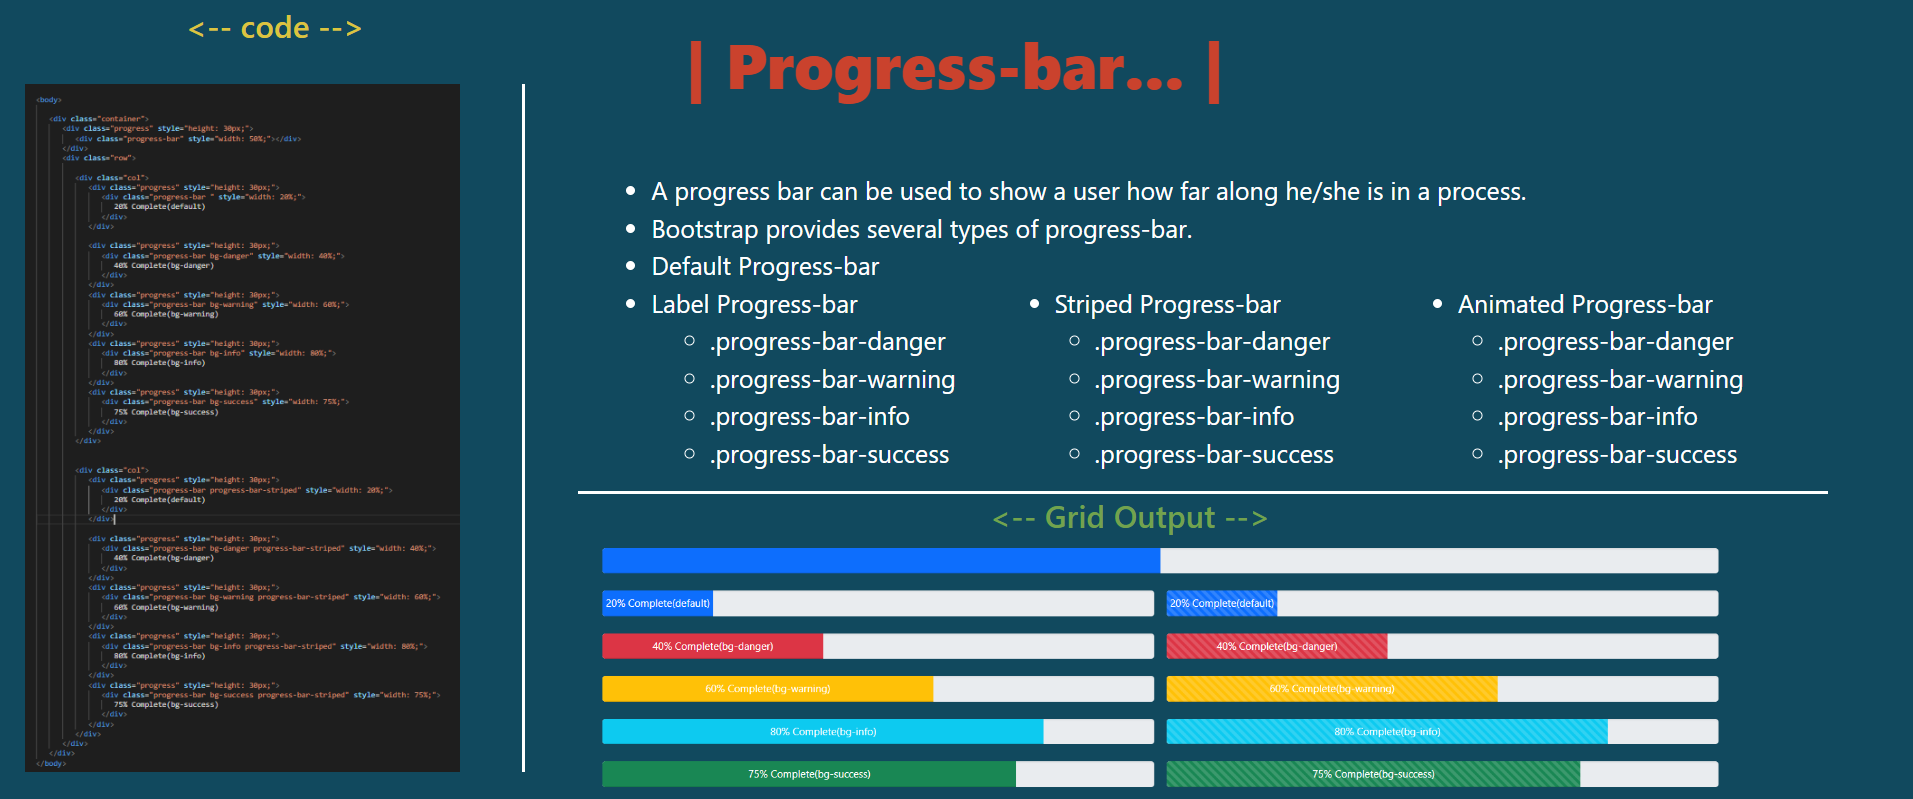 <-- code -->
| Progress-bar... |
<body>
<div class="container">
<div class="progress" style="height: 30px;">
<div class="progress-bar" style="width: 50%;"></div>
</div>
<div class="row">
<div class="col">
<div class="progress" style="height: 30px;">
<div class="progress-bar " style="width: 20%;">
20% Complete(default)
</div>
</div>
<div class="progress" style="height: 30px;">
<div class="progress-bar bg-danger" style="width: 40%;">
40% Complete(bg-danger)
</div>
</div>
<div class="progress" style="height: 30px;">
<div class="progress-bar bg-warning" style="width: 60%;">
60% Complete(bg-warning)
</div>
</div>
<div class="progress" style="height: 30px;">
<div class="progress-bar bg-info" style="width: 80%;">
80% Complete(bg-info)
</div>
</div>
<div class="progress" style="height: 30px;">
<div class="progress-bar bg-success" style="width: 75%;">
75% Complete(bg-success)
</div>
</div>
</div>
<div class="col">
<div class="progress" style="height: 30px;">
<div class="progress-bar progress-bar-striped" style="width: 20%;">
20% Complete(default)
</div>
</div>
<div class="progress" style="height: 30px;">
<div class="progress-bar bg-danger progress-bar-striped" style="width: 40%;">
40% Complete(bg-danger)
</div>
</div>
<div class="progress" style="height: 30px;">
<div class="progress-bar bg-warning progress-bar-striped" style="width: 60%;">
60% Complete(bg-warning)
</div>
</div>
<div class="progress" style="height: 30px;">
<div class="progress-bar bg-info progress-bar-striped" style="width: 80%;">
80% Complete(bg-info)
</div>
</div>
<div class="progress" style="height: 30px;">
<div class="progress-bar bg-success progress-bar-striped" style="width: 75%;">
75% Complete(bg-success)
</div>
</div>
</div>
</div>
</div>
</body>
• A progress bar can be used to show a user how far along he/she is in a process.
• Bootstrap provides several types of progress-bar.
• Default Progress-bar
• Label Progress-bar
○ .progress-bar-danger
○ .progress-bar-warning
○ .progress-bar-info
○ .progress-bar-success
• Striped Progress-bar
○ .progress-bar-danger
○ .progress-bar-warning
○ .progress-bar-info
○ .progress-bar-success
• Animated Progress-bar
○ .progress-bar-danger
○ .progress-bar-warning
○ .progress-bar-info
○ .progress-bar-success
<-- Grid Output -->
20% Complete(default)
20% Complete(default)
40% Complete(bg-danger)
40% Complete(bg-danger)
60% Complete(bg-warning)
60% Complete(bg-warning)
80% Complete(bg-info)
80% Complete(bg-info)
75% Complete(bg-success)
75% Complete(bg-success)